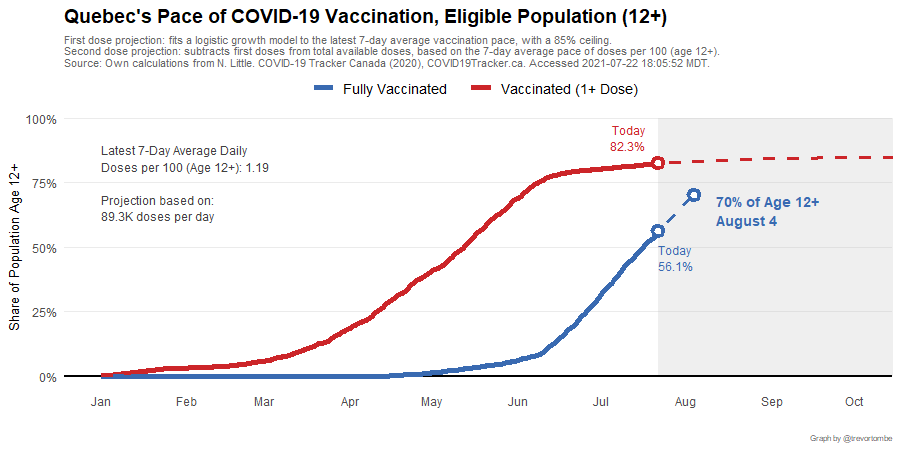 Quebec's Pace of COVID-19 Vaccination, Eligible Population (12+)
First dose projection: fits a logistic growth model to the latest 7-day average vaccination pace, with a 85% ceiling.
Second dose projection: subtracts first doses from total available doses, based on the 7-day average pace of doses per 100 (age 12+).
Source: Own calculations from N. Little. COVID-19 Tracker Canada (2020), COVID19Tracker.ca. Accessed 2021-07-22 18:05:52 MDT.
Fully Vaccinated
Vaccinated (1+ Dose)
Share of Population Age 12+
100%
75%
50%
25%
0%
Latest 7-Day Average Daily
Doses per 100 (Age 12+): 1.19
Projection based on:
89.3K doses per day
Today
82.3%
70% of Age 12+
August 4
Today
56.1%
Jan Feb Mar Apr May Jun Jul Aug Sep Oct
Graph by @trevortombe